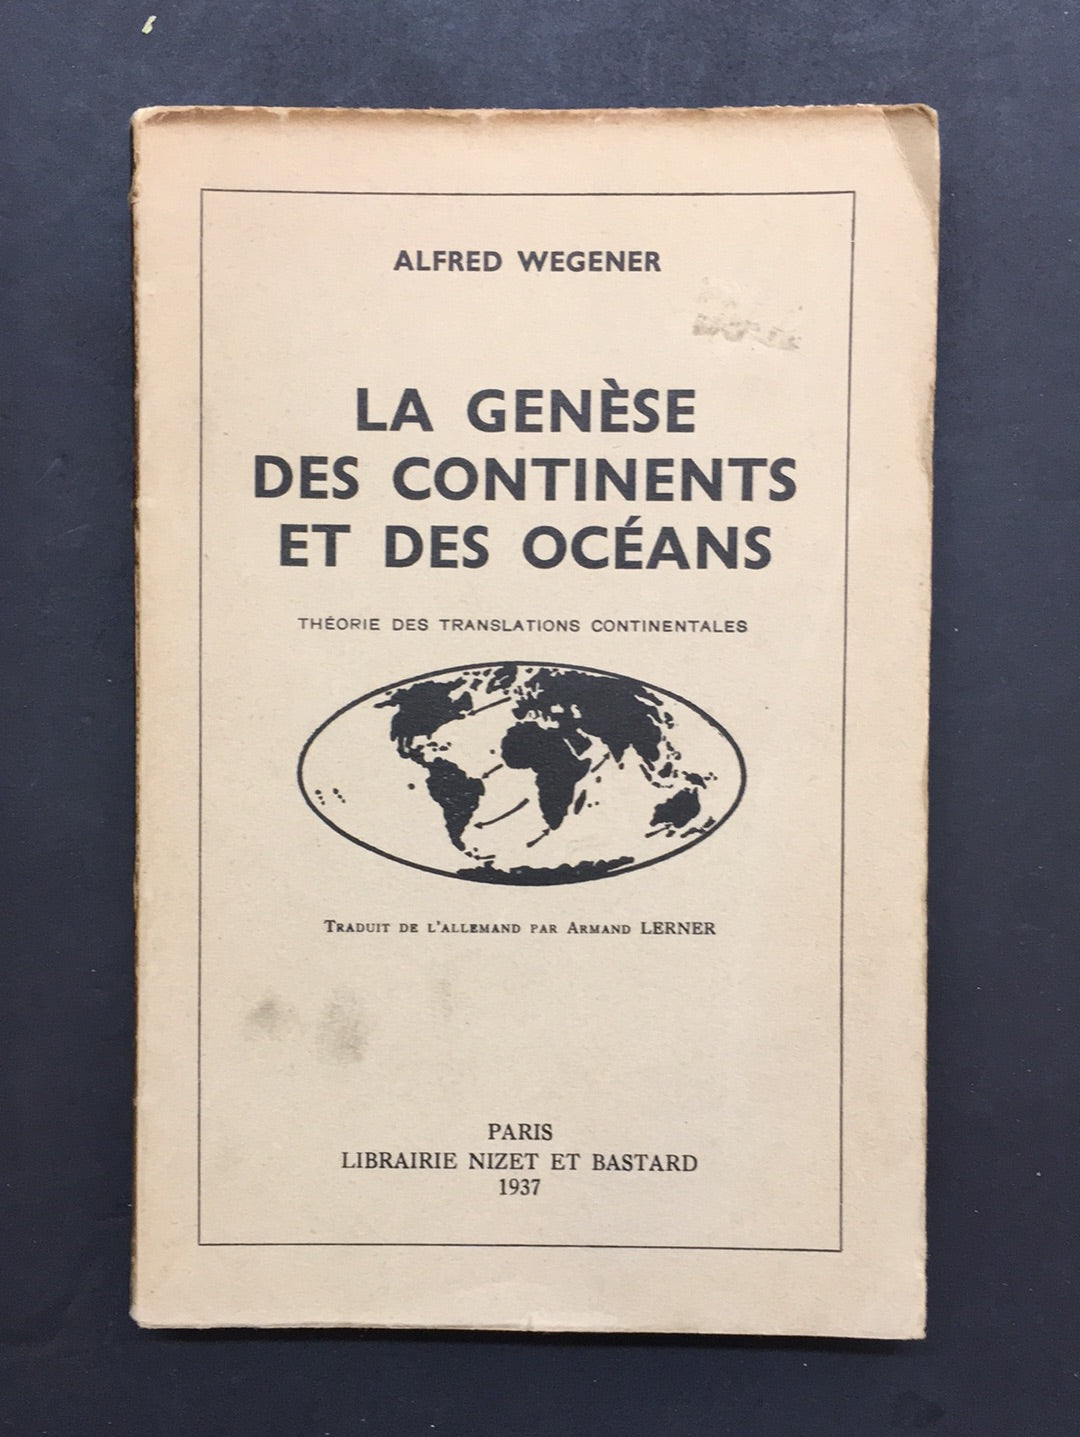 ALFRED WEGENER
LA GENÈSE
DES CONTINENTS
ET DES OCÉANS
THÉORIE DES TRANSLATIONS CONTINENTALES
TRADUIT DE L'ALLEMAND PAR ARMAND LERNER
PARIS
LIBRAIRIE NIZET ET BASTARD
1937